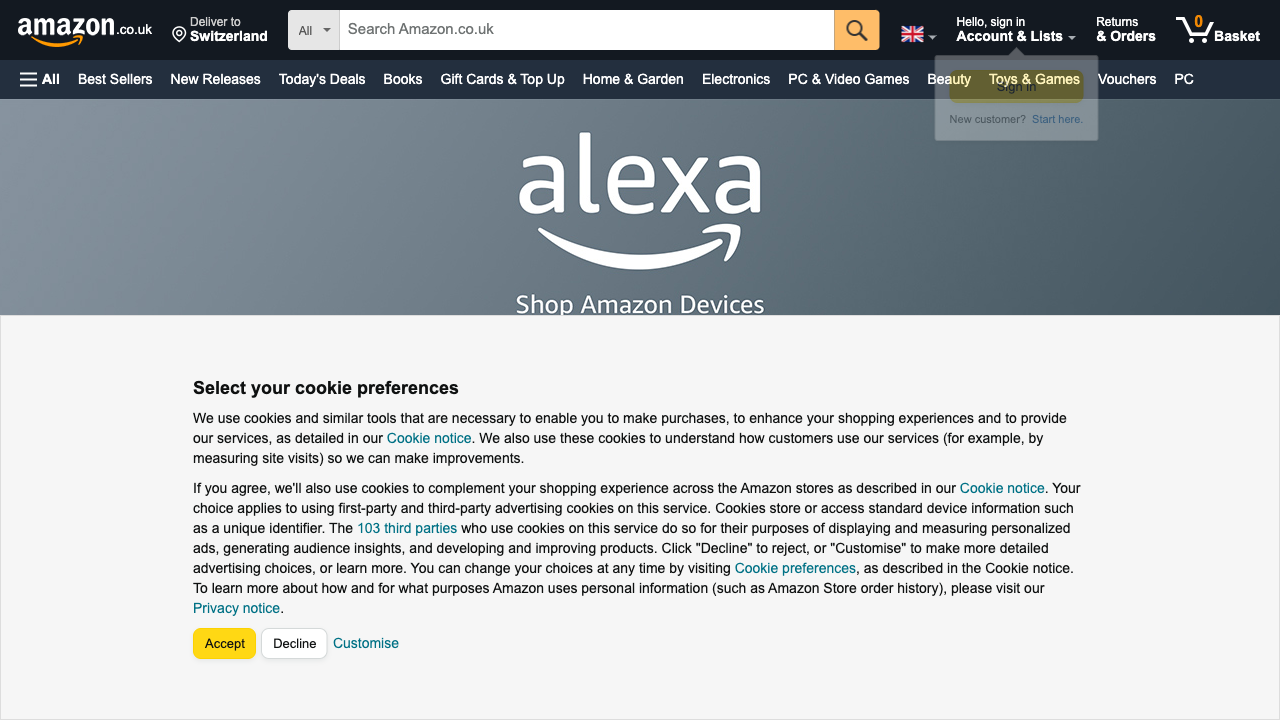 amazon.co.uk
Deliver to
Switzerland
All
Search Amazon.co.uk
Hello, sign in
Account & Lists
Returns
& Orders
0
Basket
All
Best Sellers
New Releases
Today's Deals
Books
Gift Cards & Top Up
Home & Garden
Electronics
PC & Video Games
Beauty
Toys & Games
Vouchers
PC
Sign in
New customer? Start here.
alexa
Shop Amazon Devices
Select your cookie preferences
We use cookies and similar tools that are necessary to enable you to make purchases, to enhance your shopping experiences and to provide
our services, as detailed in our Cookie notice. We also use these cookies to understand how customers use our services (for example, by
measuring site visits) so we can make improvements.
If you agree, we'll also use cookies to complement your shopping experience across the Amazon stores as described in our Cookie notice. Your
choice applies to using first-party and third-party advertising cookies on this service. Cookies store or access standard device information such
as a unique identifier. The 103 third parties who use cookies on this service do so for their purposes of displaying and measuring personalized
ads, generating audience insights, and developing and improving products. Click "Decline" to reject, or "Customise" to make more detailed
advertising choices, or learn more. You can change your choices at any time by visiting Cookie preferences, as described in the Cookie notice.
To learn more about how and for what purposes Amazon uses personal information (such as Amazon Store order history), please visit our
Privacy notice.
Accept
Decline
Customise